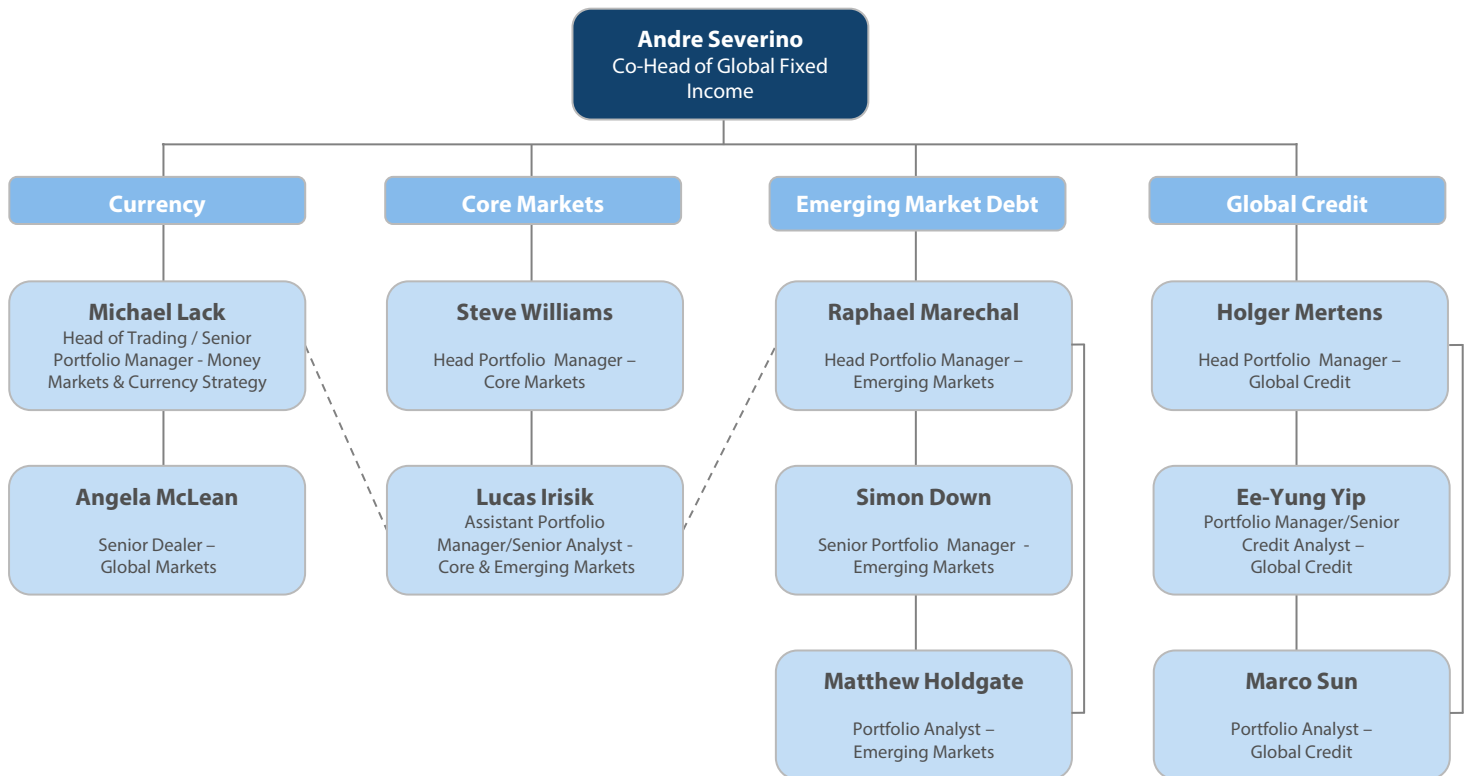 Andre Severino
Co-Head of Global Fixed
Income
Currency
Core Markets
Emerging Market Debt
Global Credit
Michael Lack
Head of Trading / Senior
Portfolio Manager - Money
Markets & Currency Strategy
Steve Williams
Head Portfolio Manager –
Core Markets
Raphael Marechal
Head Portfolio Manager –
Emerging Markets
Holger Mertens
Head Portfolio Manager –
Global Credit
Angela McLean
Senior Dealer –
Global Markets
Lucas Irisik
Assistant Portfolio
Manager/Senior Analyst -
Core & Emerging Markets
Simon Down
Senior Portfolio Manager -
Emerging Markets
Ee-Yung Yip
Portfolio Manager/Senior
Credit Analyst –
Global Credit
Matthew Holdgate
Portfolio Analyst –
Emerging Markets
Marco Sun
Portfolio Analyst –
Global Credit